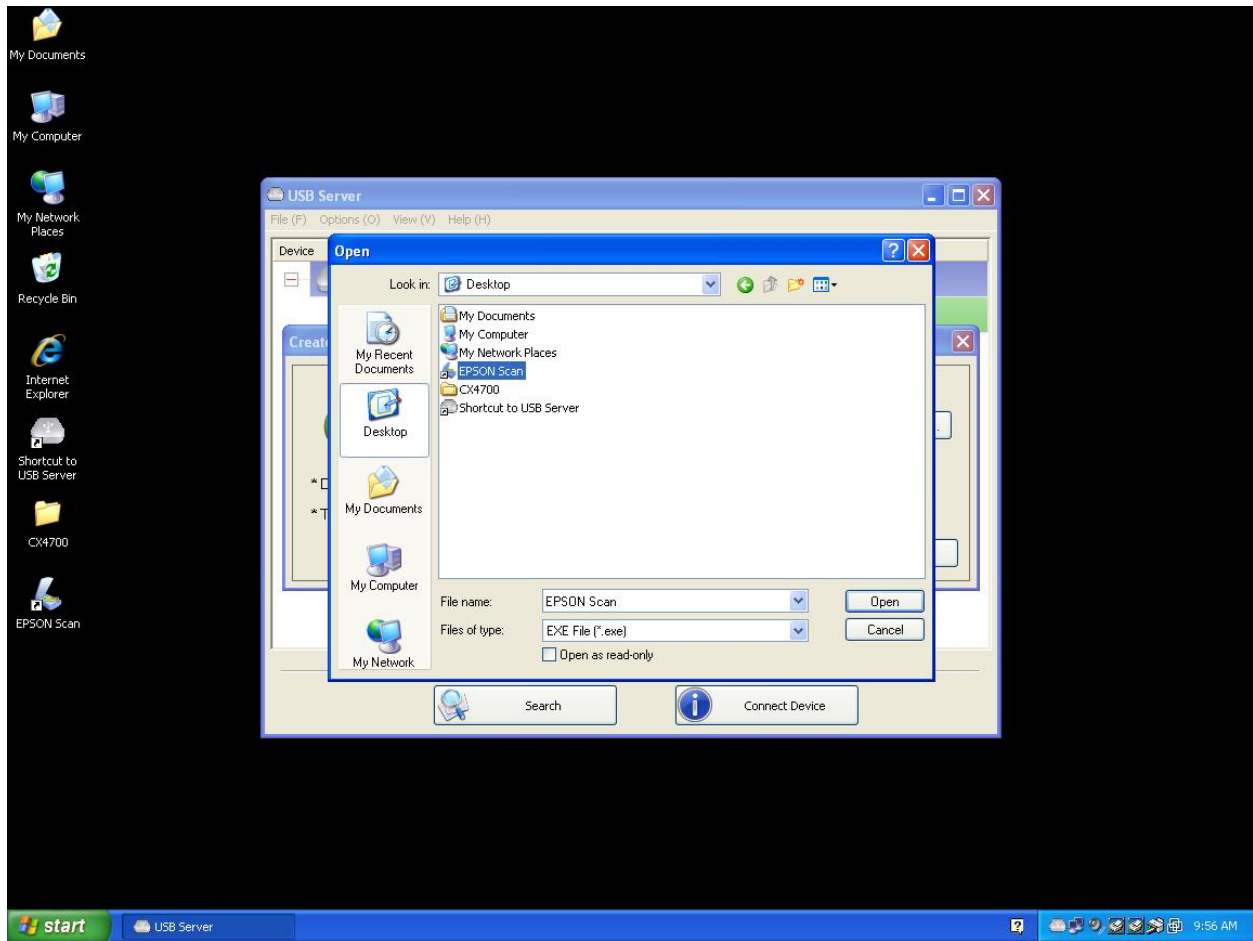 My Documents
My Computer
My Network
Places
Recycle Bin
Internet
Explorer
Shortcut to
USB Server
CX4700
EPSON Scan
USB Server
File (F) Options (O) View (V) Help (H)
Device
Open
Look in:
Desktop
My Recent
Documents
Desktop
My Documents
My Computer
My Network
My Documents
My Computer
My Network Places
EPSON Scan
CX4700
Shortcut to USB Server
File name:
EPSON Scan
Open
Files of type:
EXE File (*.exe)
Cancel
Open as read-only
Search
Connect Device
start
USB Server
9:56 AM